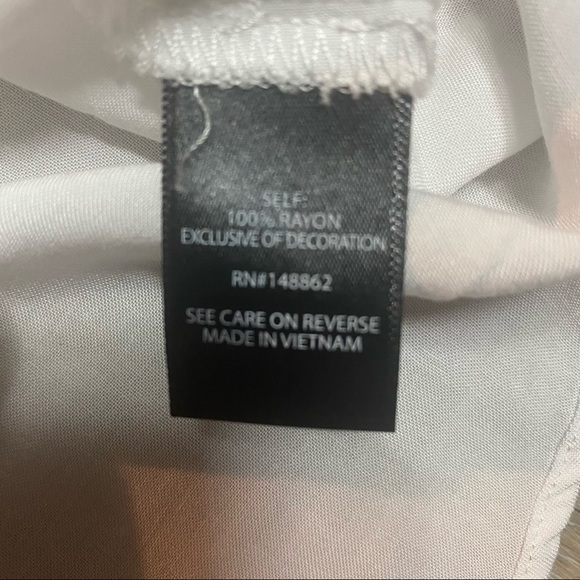 SELF:
100% RAYON
EXCLUSIVE OF DECORATION
RN#148862
SEE CARE ON REVERSE
MADE IN VIETNAM